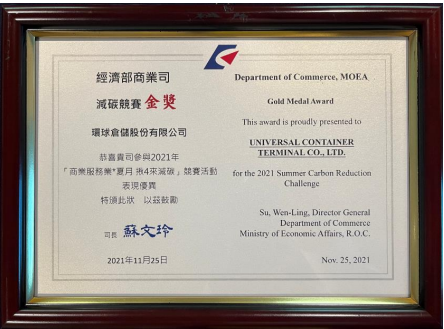 經濟部商業司
減碳競賽 金獎
環球倉儲股份有限公司
恭喜貴司參與2021年
「商業服務業*夏月 揪4來減碳」競賽活動
表現優異
特頒此狀 以茲鼓勵
司長 蘇文玲
2021年11月25日
Department of Commerce, MOEA
Gold Medal Award
This award is proudly presented to
UNIVERSAL CONTAINER
TERMINAL CO., LTD.
for the 2021 Summer Carbon Reduction
Challenge
Su, Wen-Ling, Director General
Department of Commerce
Ministry of Economic Affairs, R.O.C.
Nov. 25, 2021